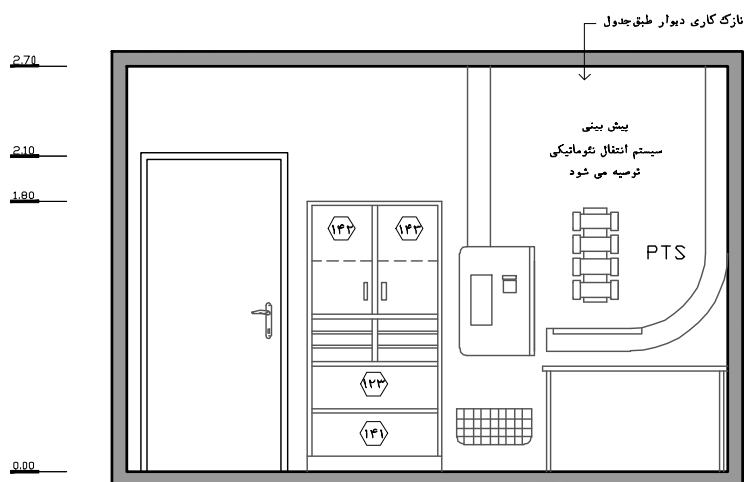 نازک کاری دیوار طبق جدول
2.70
پیش بینی
سیستم انتقال نئوماتیکی
توصیه می شود
2.10
1.80
۱۴۲
۱۴۳
PTS
۱۲۳
۱۴۱
0.00